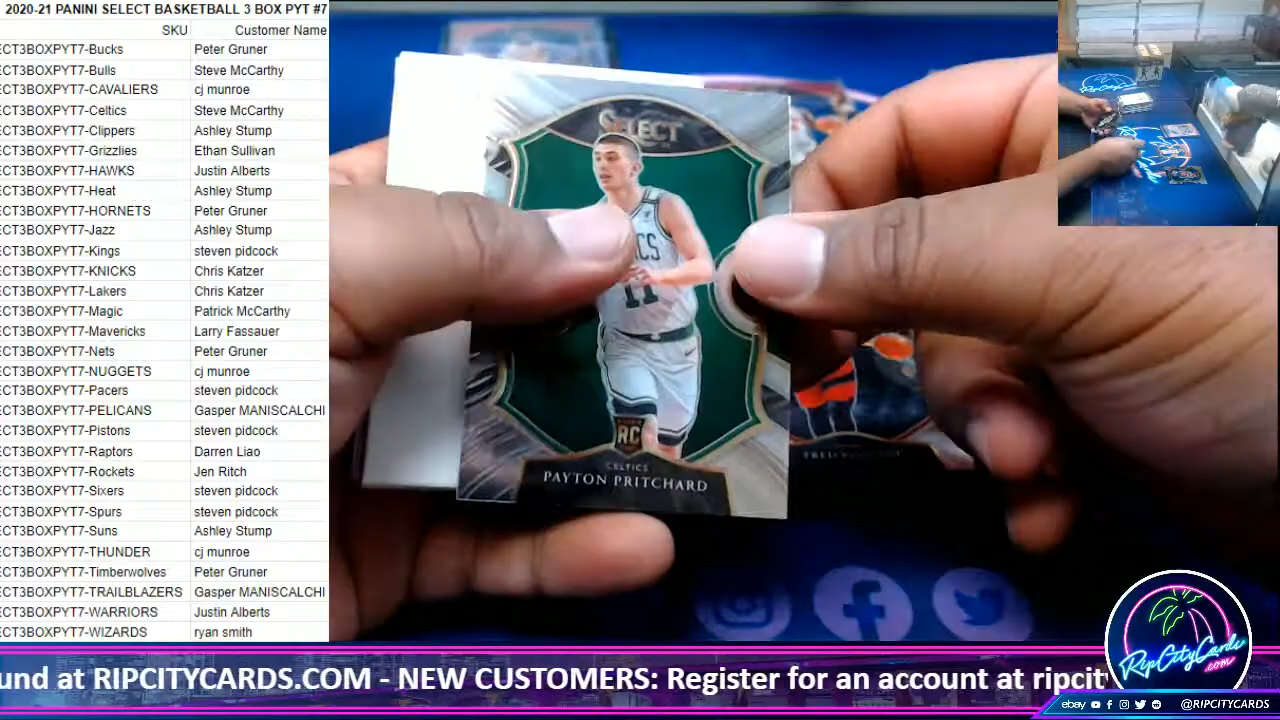 2020-21 PANINI SELECT BASKETBALL 3 BOX PYT #7
SKU Customer Name
ECT3BOXPYT7-Bucks Peter Gruner
ECT3BOXPYT7-Bulls Steve McCarthy
ECT3BOXPYT7-CAVALIERS cj munroe
ECT3BOXPYT7-Celtics Steve McCarthy
ECT3BOXPYT7-Clippers Ashley Stump
ECT3BOXPYT7-Grizzlies Ethan Sullivan
ECT3BOXPYT7-HAWKS Justin Alberts
ECT3BOXPYT7-Heat Ashley Stump
ECT3BOXPYT7-HORNETS Peter Gruner
ECT3BOXPYT7-Jazz Ashley Stump
ECT3BOXPYT7-Kings steven pidcock
ECT3BOXPYT7-KNICKS Chris Katzer
ECT3BOXPYT7-Lakers Chris Katzer
ECT3BOXPYT7-Magic Patrick McCarthy
ECT3BOXPYT7-Mavericks Larry Fassauer
ECT3BOXPYT7-Nets Peter Gruner
ECT3BOXPYT7-NUGGETS cj munroe
ECT3BOXPYT7-Pacers steven pidcock
ECT3BOXPYT7-PELICANS Gasper MANISCALCHI
ECT3BOXPYT7-Pistons steven pidcock
ECT3BOXPYT7-Raptors Darren Liao
ECT3BOXPYT7-Rockets Jen Ritch
ECT3BOXPYT7-Sixers steven pidcock
ECT3BOXPYT7-Spurs steven pidcock
ECT3BOXPYT7-Suns Ashley Stump
ECT3BOXPYT7-THUNDER cj munroe
ECT3BOXPYT7-Timberwolves Peter Gruner
ECT3BOXPYT7-TRAILBLAZERS Gasper MANISCALCHI
ECT3BOXPYT7-WARRIORS Justin Alberts
ECT3BOXPYT7-WIZARDS ryan smith
SELECT
CS
11
RC
CELTICS
PAYTON PRITCHARD
und at RIPCITYCARDS.COM - NEW CUSTOMERS: Register for an account at ripcity
RipCityCards
.com
ebay @RIPCITYCARDS